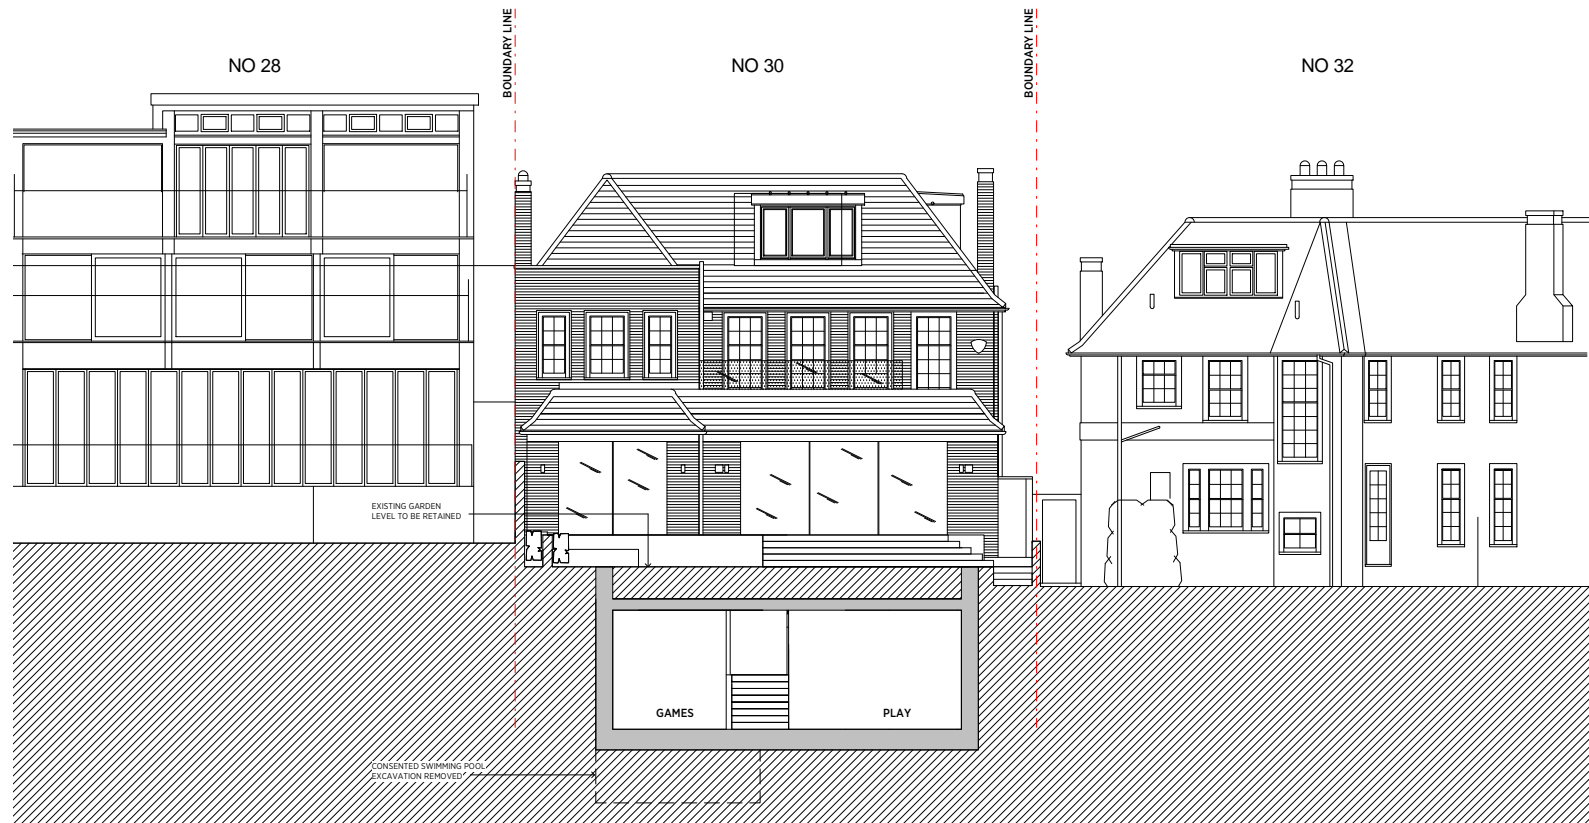 NO 28
BOUNDARY LINE
NO 30
BOUNDARY LINE
NO 32
EXISTING GARDEN
LEVEL TO BE RETAINED
GAMES
PLAY
CONSENTED SWIMMING POOL
EXCAVATION REMOVED